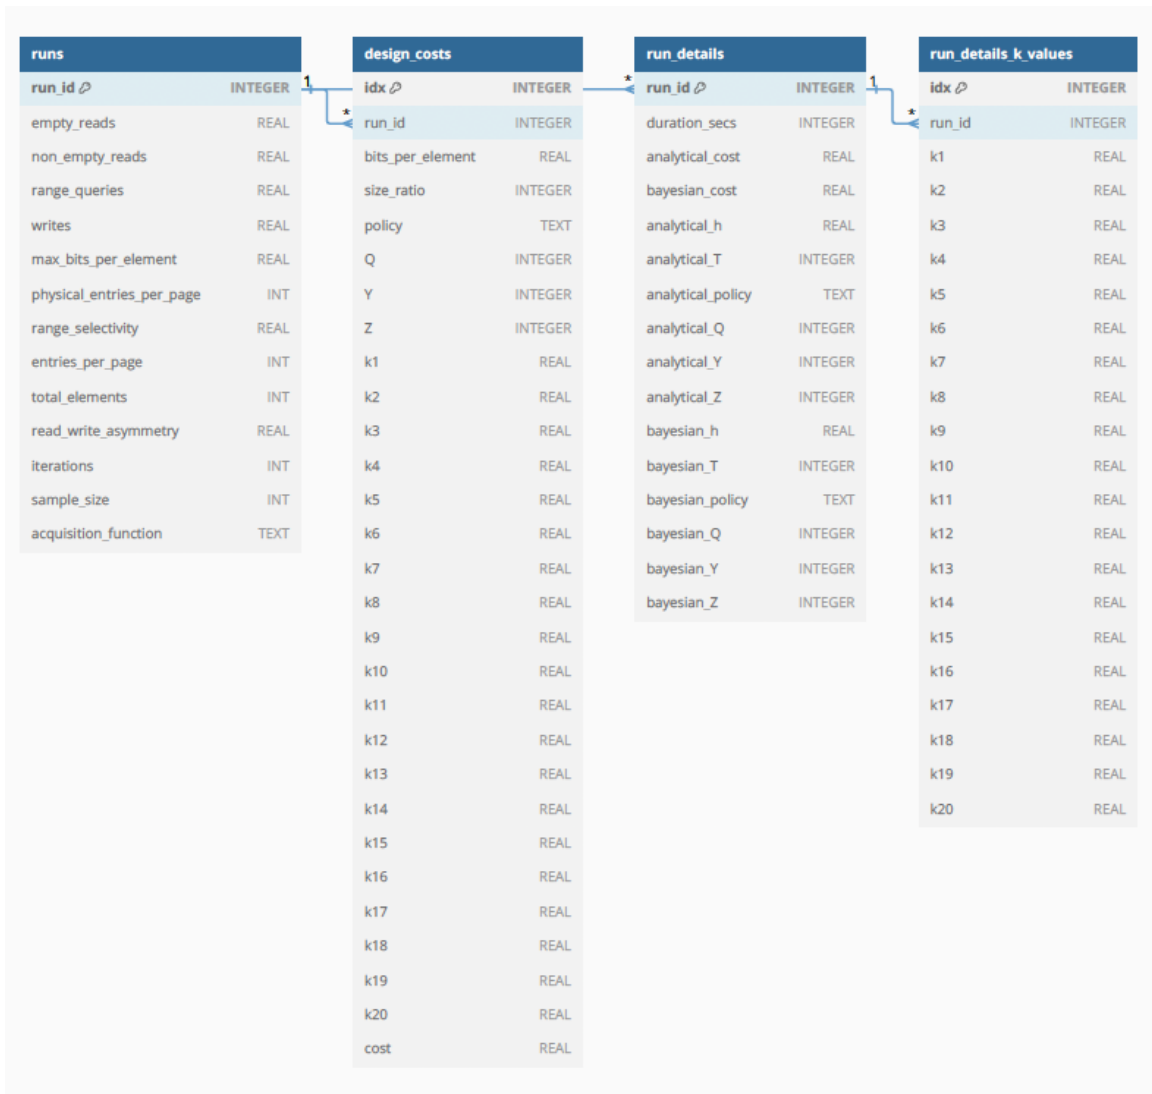 runs
run_id INTEGER
empty_reads REAL
non_empty_reads REAL
range_queries REAL
writes REAL
max_bits_per_element REAL
physical_entries_per_page INT
range_selectivity REAL
entries_per_page INT
total_elements INT
read_write_asymmetry REAL
iterations INT
sample_size INT
acquisition_function TEXT
1
*
design_costs
idx INTEGER
run_id INTEGER
bits_per_element REAL
size_ratio INTEGER
policy TEXT
Q INTEGER
Y INTEGER
Z INTEGER
k1 REAL
k2 REAL
k3 REAL
k4 REAL
k5 REAL
k6 REAL
k7 REAL
k8 REAL
k9 REAL
k10 REAL
k11 REAL
k12 REAL
k13 REAL
k14 REAL
k15 REAL
k16 REAL
k17 REAL
k18 REAL
k19 REAL
k20 REAL
cost REAL
*
run_details
run_id INTEGER
duration_secs INTEGER
analytical_cost REAL
bayesian_cost REAL
analytical_h REAL
analytical_T INTEGER
analytical_policy TEXT
analytical_Q INTEGER
analytical_Y INTEGER
analytical_Z INTEGER
bayesian_h REAL
bayesian_T INTEGER
bayesian_policy TEXT
bayesian_Q INTEGER
bayesian_Y INTEGER
bayesian_Z INTEGER
1
*
run_details_k_values
idx INTEGER
run_id INTEGER
k1 REAL
k2 REAL
k3 REAL
k4 REAL
k5 REAL
k6 REAL
k7 REAL
k8 REAL
k9 REAL
k10 REAL
k11 REAL
k12 REAL
k13 REAL
k14 REAL
k15 REAL
k16 REAL
k17 REAL
k18 REAL
k19 REAL
k20 REAL